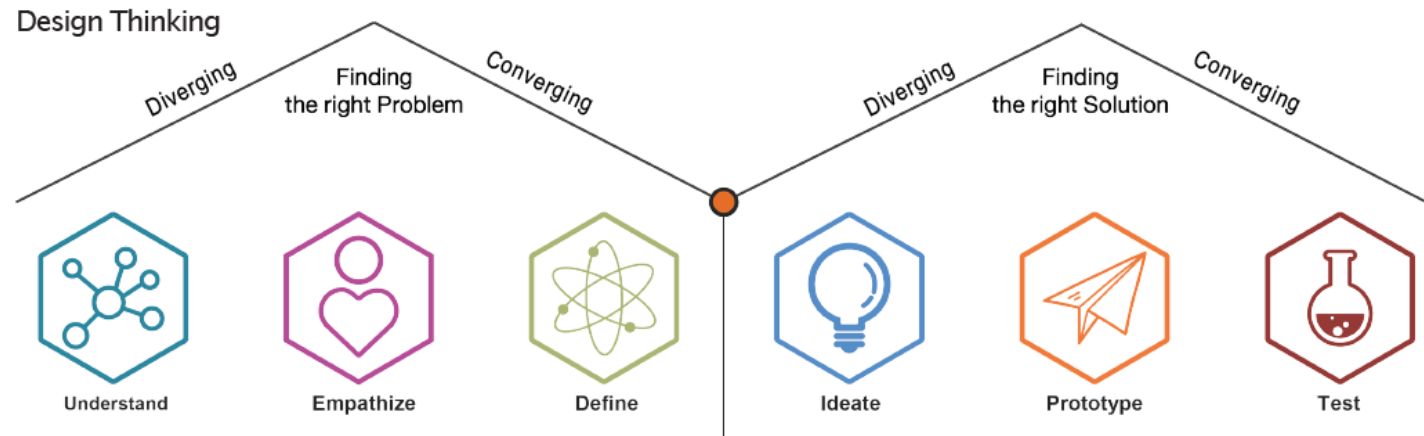 Design Thinking
Diverging
Finding
the right Problem
Converging
Diverging
Finding
the right Solution
Converging
Understand
Empathize
Define
Ideate
Prototype
Test